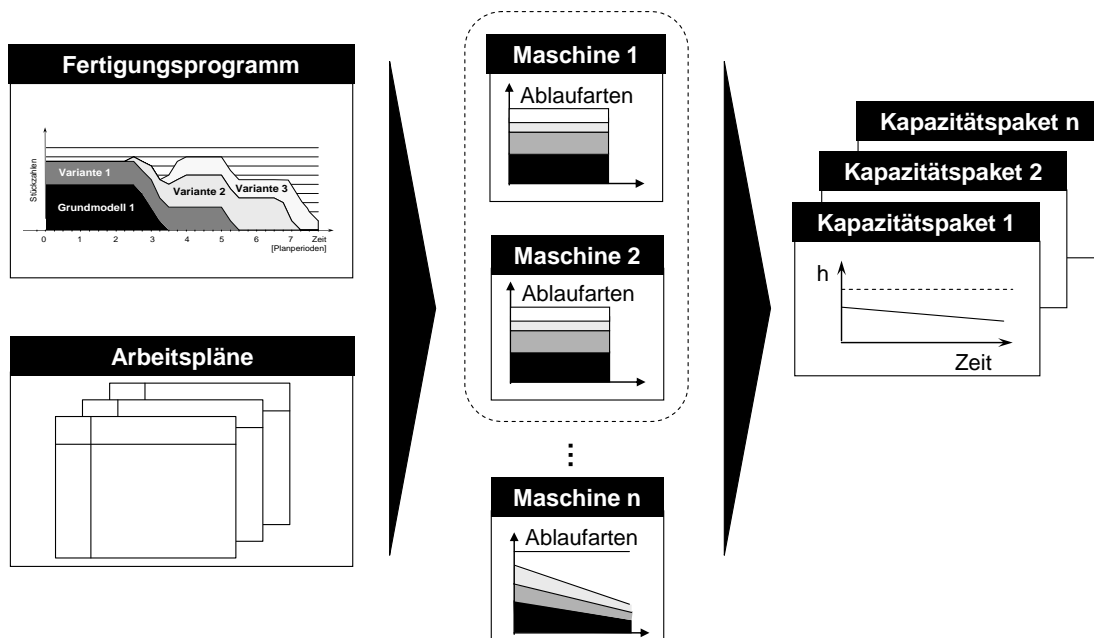 Fertigungsprogramm
Stückzahlen
Variante 1
Variante 2
Variante 3
Grundmodell 1
0 1 2 3 4 5 6 7 Zeit
[Planperioden]
Arbeitspläne
Maschine 1
Ablaufarten
Maschine 2
Ablaufarten
Maschine n
Ablaufarten
Kapazitätspaket n
Kapazitätspaket 2
Kapazitätspaket 1
h
Zeit